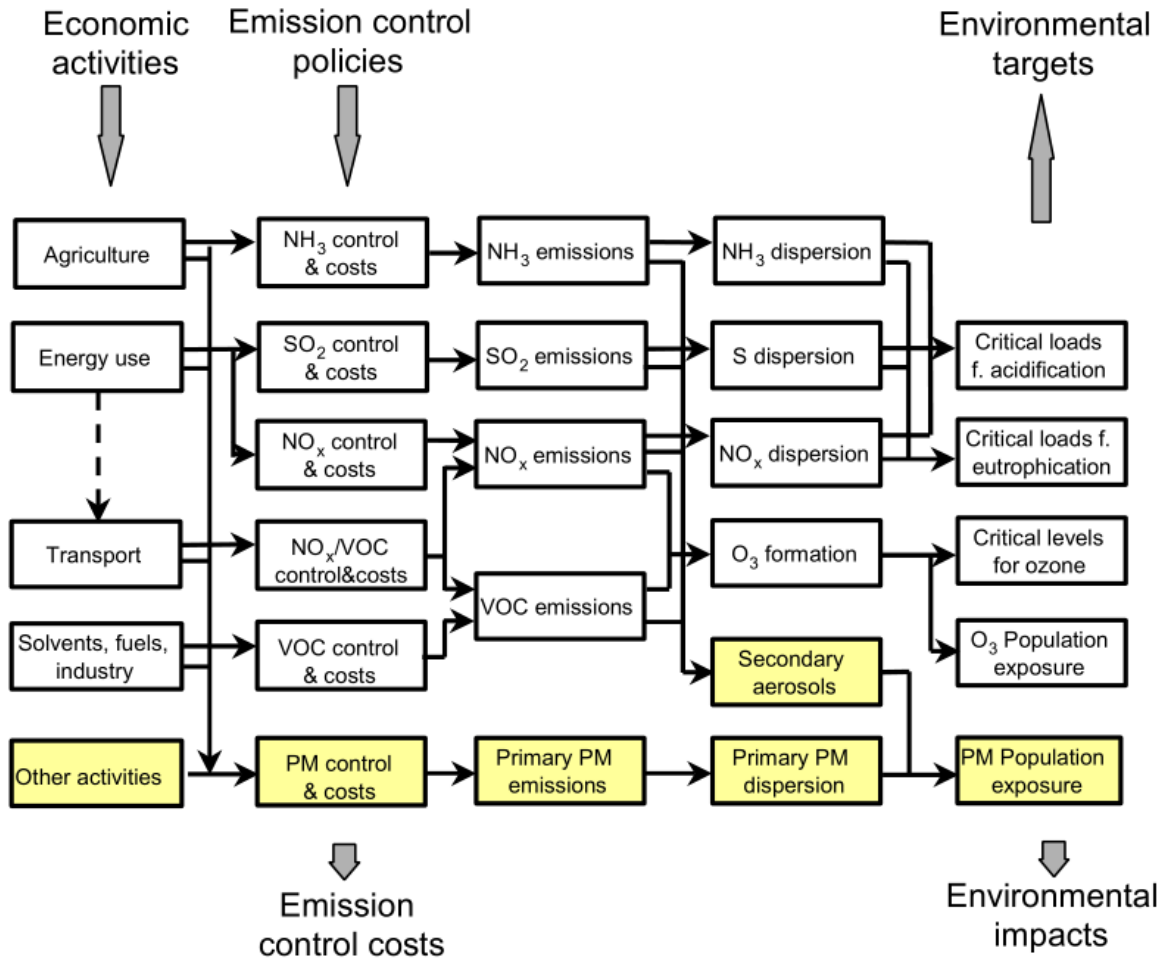 Economic
activities
Emission control
policies
Environmental
targets
Agriculture
NH₃ control
& costs
NH₃ emissions
NH₃ dispersion
Energy use
SO₂ control
& costs
SO₂ emissions
S dispersion
Critical loads
f. acidification
NOₓ control
& costs
NOₓ emissions
NOₓ dispersion
Critical loads f.
eutrophication
Transport
NOₓ/VOC
control&costs
VOC emissions
O₃ formation
Critical levels
for ozone
Solvents, fuels,
industry
VOC control
& costs
Secondary
aerosols
O₃ Population
exposure
Other activities
PM control
& costs
Primary PM
emissions
Primary PM
dispersion
PM Population
exposure
Emission
control costs
Environmental
impacts